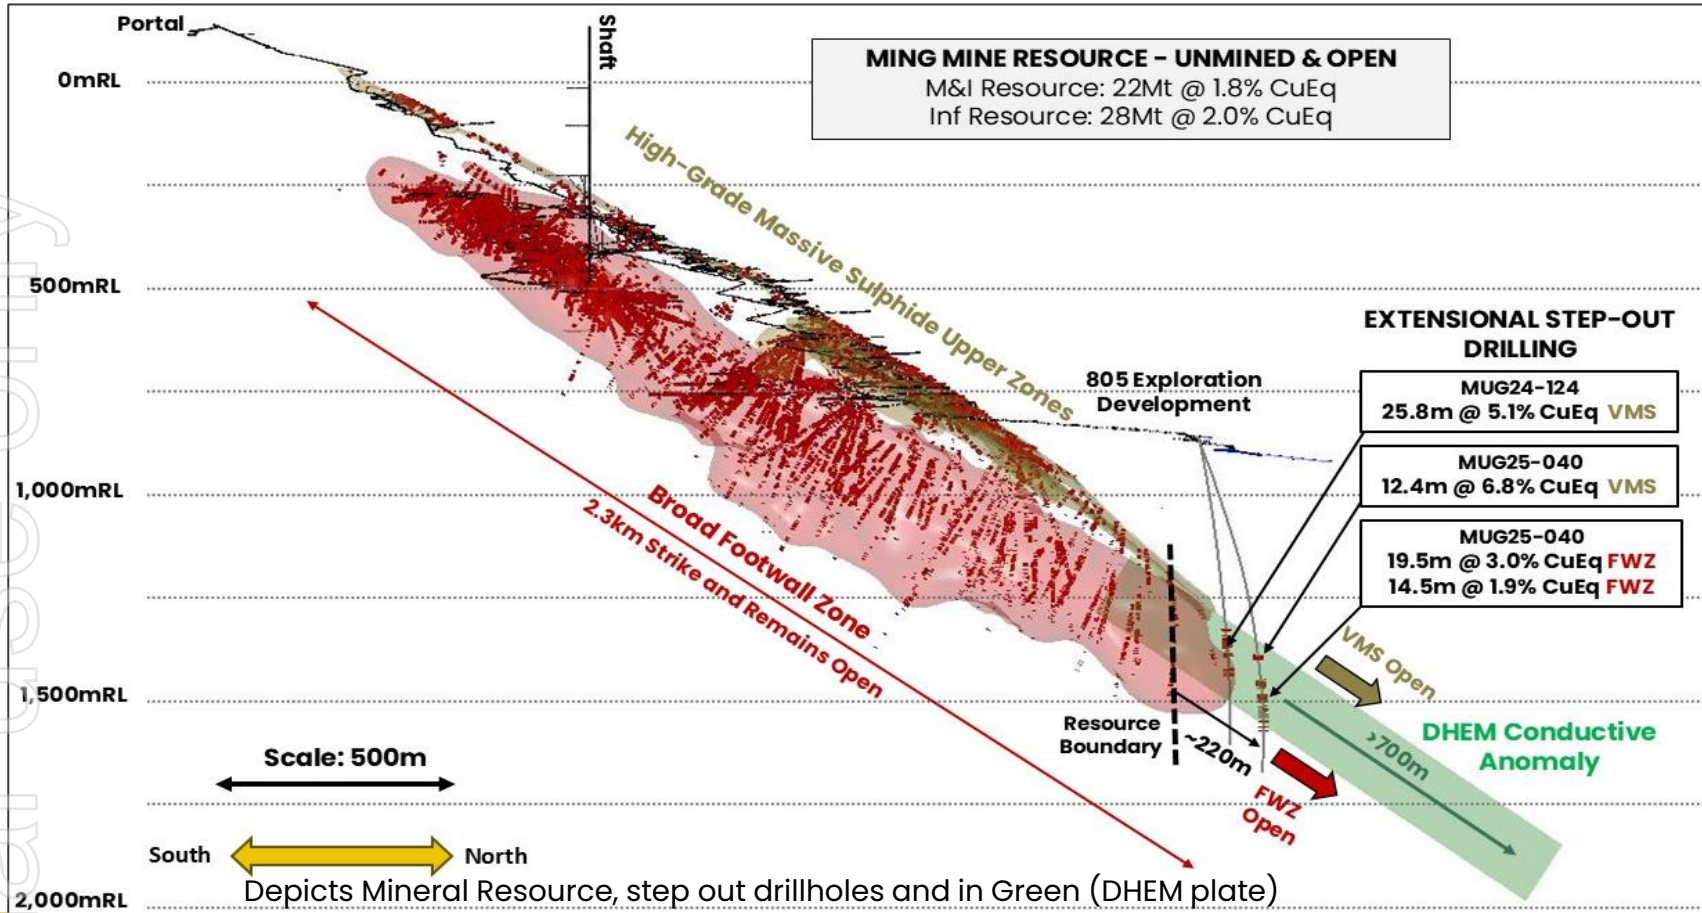 Portal
Shaft
MING MINE RESOURCE - UNMINED & OPEN
M&I Resource: 22Mt @ 1.8% CuEq
Inf Resource: 28Mt @ 2.0% CuEq
0mRL
High-Grade Massive Sulphide Upper Zones
500mRL
EXTENSIONAL STEP-OUT
DRILLING
805 Exploration
Development
MUG24-124
25.8m @ 5.1% CuEq VMS
MUG25-040
12.4m @ 6.8% CuEq VMS
1,000mRL
MUG25-040
19.5m @ 3.0% CuEq FWZ
14.5m @ 1.9% CuEq FWZ
Broad Footwall Zone
2.3km Strike and Remains Open
VMS Open
1,500mRL
Resource
Boundary
~220m
>700m
DHEM Conductive
Anomaly
FWZ
Open
Scale: 500m
South
North
Depicts Mineral Resource, step out drillholes and in Green (DHEM plate)
2,000mRL